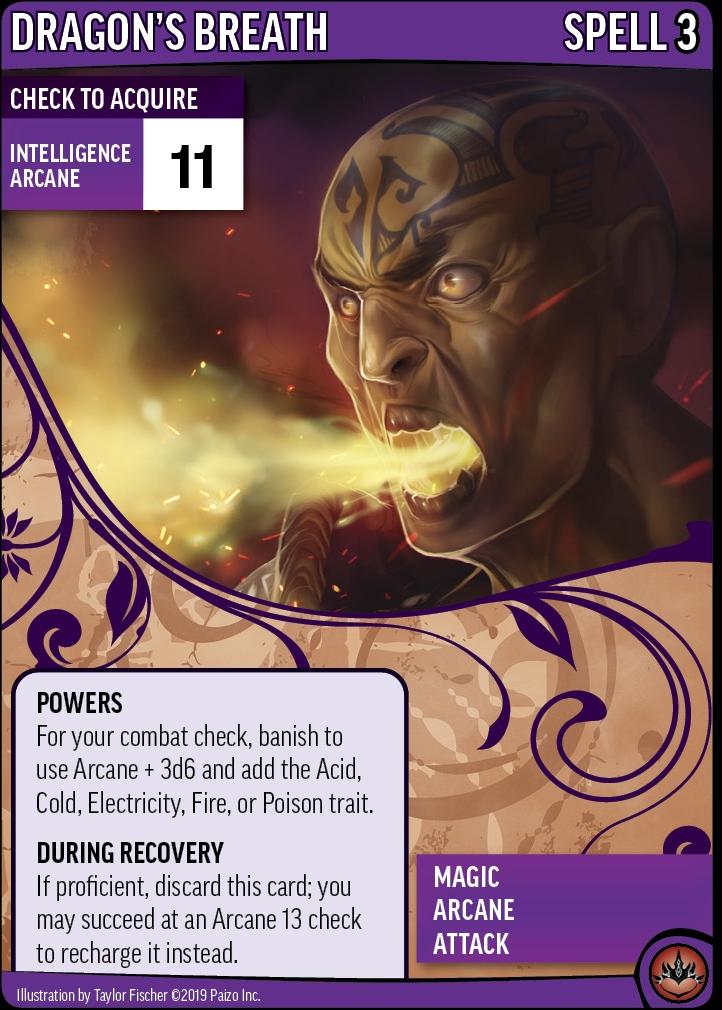 DRAGON'S BREATH SPELL 3
CHECK TO ACQUIRE
INTELLIGENCE
ARCANE
11
POWERS
For your combat check, banish to
use Arcane + 3d6 and add the Acid,
Cold, Electricity, Fire, or Poison trait.
DURING RECOVERY
If proficient, discard this card; you
may succeed at an Arcane 13 check
to recharge it instead.
MAGIC
ARCANE
ATTACK
Illustration by Taylor Fischer ©2019 Paizo Inc.